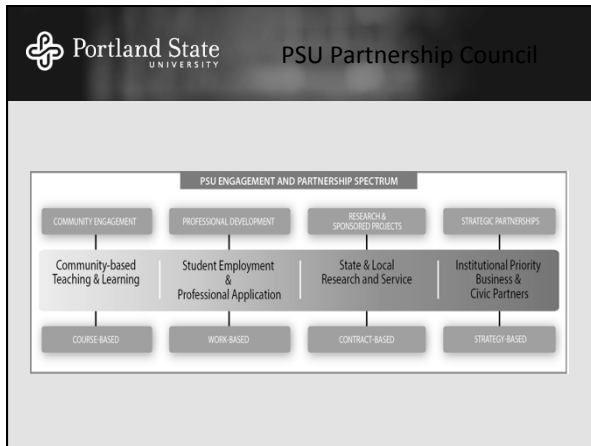 Portland State
UNIVERSITY
PSU Partnership Council
PSU ENGAGEMENT AND PARTNERSHIP SPECTRUM
COMMUNITY ENGAGEMENT
PROFESSIONAL DEVELOPMENT
RESEARCH &
SPONSORED PROJECTS
STRATEGIC PARTNERSHIPS
Community-based
Teaching & Learning
Student Employment
&
Professional Application
State & Local
Research and Service
Institutional Priority
Business &
Civic Partners
COURSE-BASED
WORK-BASED
CONTRACT-BASED
STRATEGY-BASED